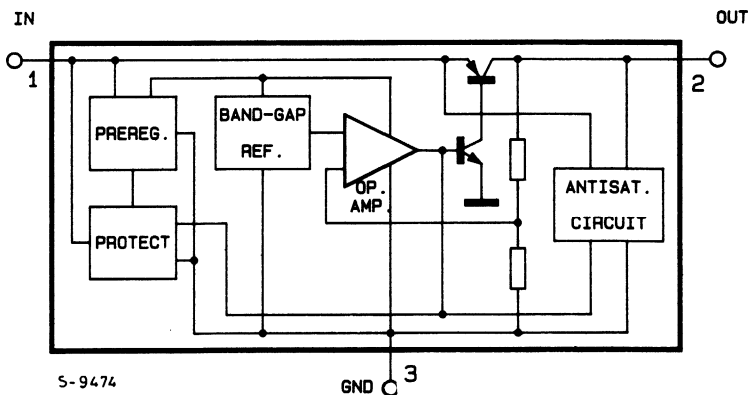 IN
OUT
1
2
PREREG.
BAND-GAP
REF.
OP.
AMP.
ANTISAT.
CIRCUIT
PROTECT
S-9474
GND
3